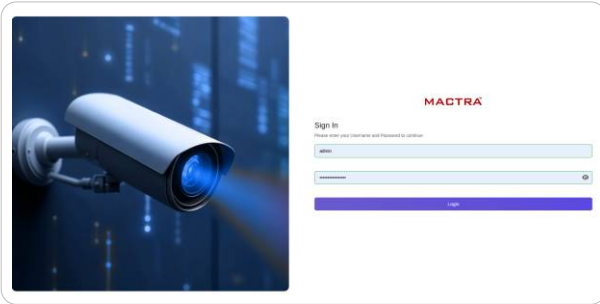 MACTRA
Sign In
Please enter your Username and Password to continue
admin
••••••••••••••
Login